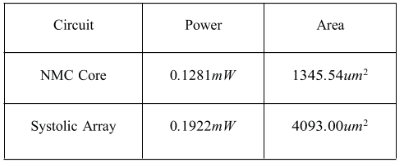 Circuit Power Area
NMC Core 0.1281mW 1345.54um²
Systolic Array 0.1922mW 4093.00um²